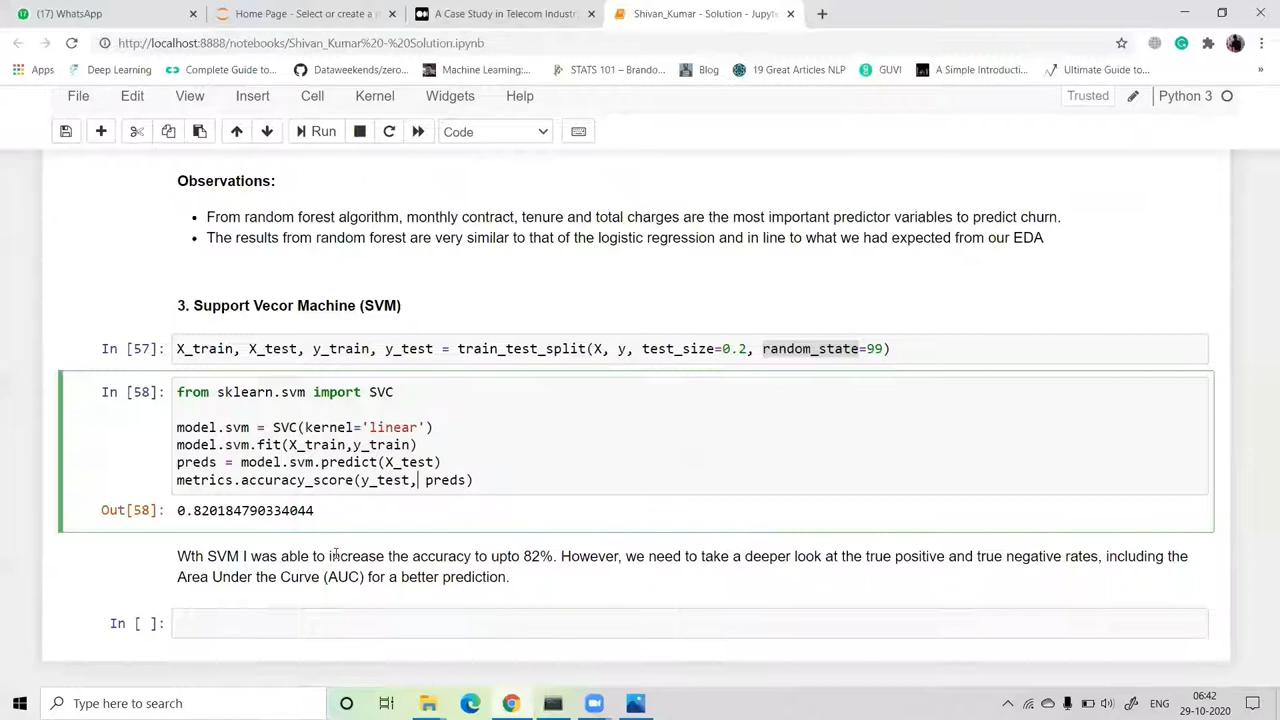 (17) WhatsApp
Home Page - Select or create a
A Case Study in Telecom Industry
Shivan_Kumar - Solution - Jupyte
http://localhost:8888/notebooks/Shivan_Kumar%20-%20Solution.ipynb
Apps
Deep Learning
Complete Guide to...
Dataweekends/zero...
Machine Learning:...
STATS 101 – Brando...
Blog
19 Great Articles NLP
GUVI
A Simple Introducti...
Ultimate Guide to...
»
File Edit View Insert Cell Kernel Widgets Help
Trusted
Python 3
Run
Code
Observations:
• From random forest algorithm, monthly contract, tenure and total charges are the most important predictor variables to predict churn.
• The results from random forest are very similar to that of the logistic regression and in line to what we had expected from our EDA
3. Support Vecor Machine (SVM)
In [57]: X_train, X_test, y_train, y_test = train_test_split(X, y, test_size=0.2, random_state=99)
In [58]: from sklearn.svm import SVC
model.svm = SVC(kernel='linear')
model.svm.fit(X_train,y_train)
preds = model.svm.predict(X_test)
metrics.accuracy_score(y_test, preds)
Out[58]: 0.820184790334044
Wth SVM I was able to increase the accuracy to upto 82%. However, we need to take a deeper look at the true positive and true negative rates, including the
Area Under the Curve (AUC) for a better prediction.
In [ ]:
Type here to search
ENG
06:42
29-10-2020